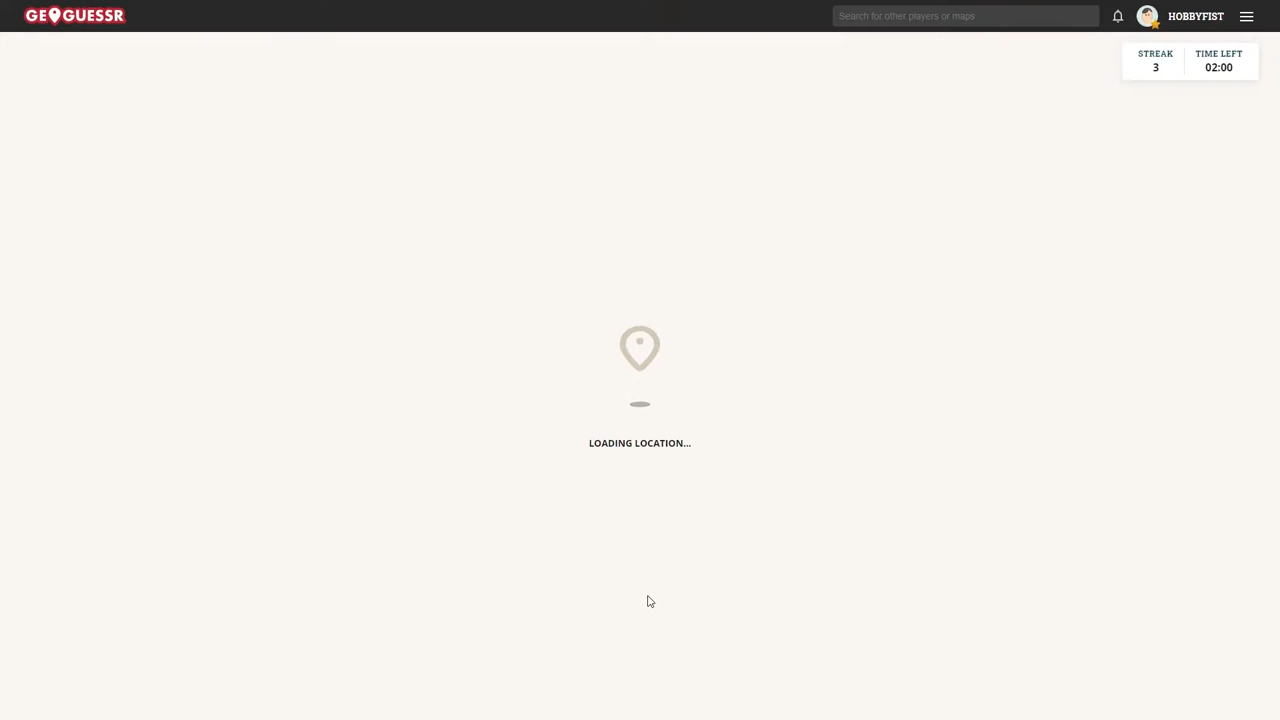 GEOGUESSR
Search for other players or maps
HOBBYFIST
STREAK
3
TIME LEFT
02:00
LOADING LOCATION...